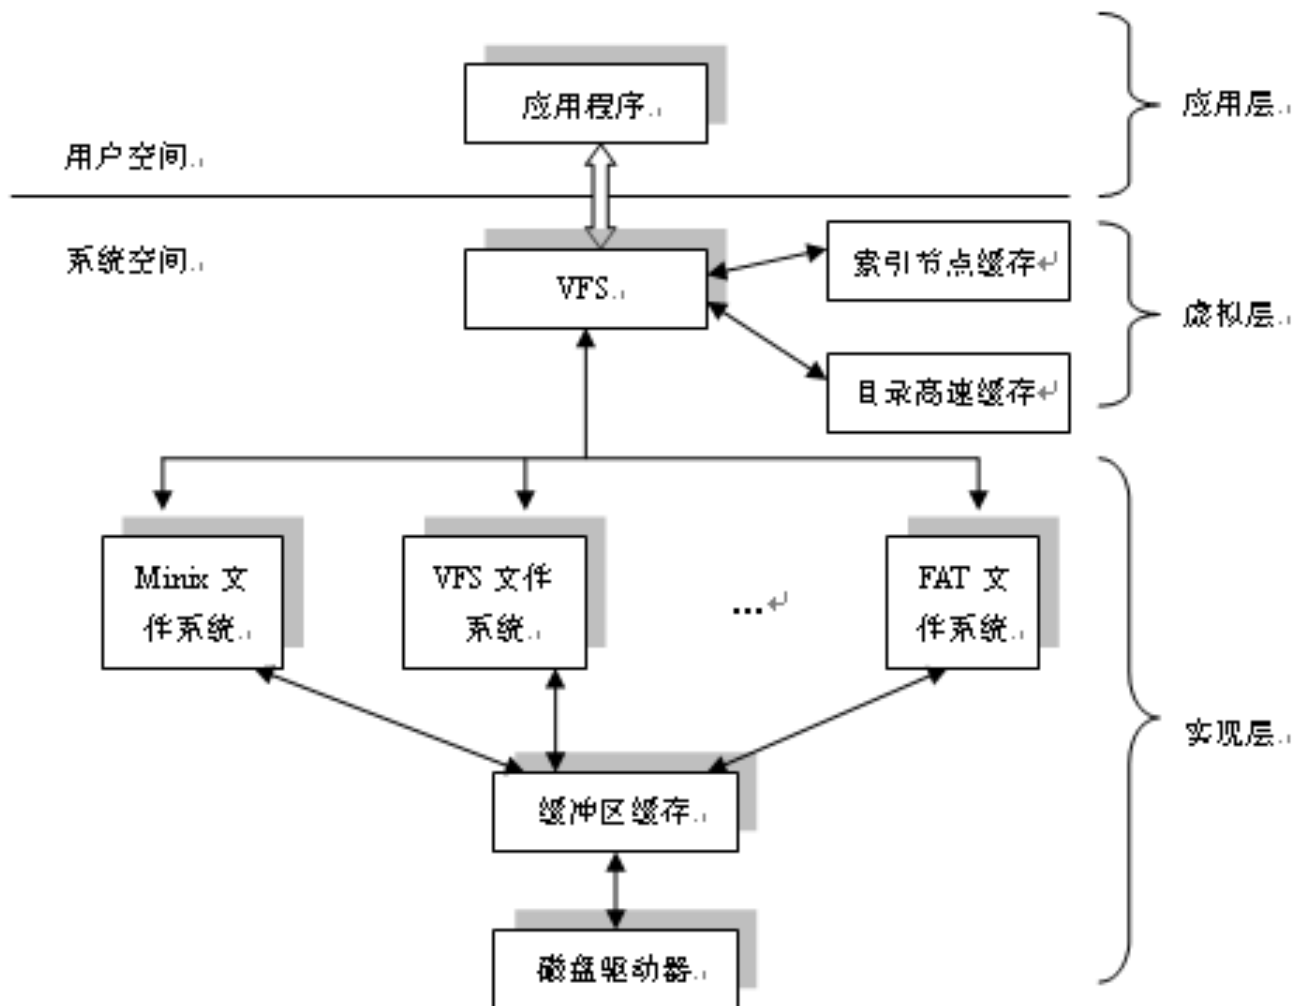 应用程序
应用层
用户空间
系统空间
VFS
索引节点缓存
虚拟层
目录高速缓存
Minix 文
件系统
VFS 文件
系统
...
FAT 文
件系统
实现层
缓冲区缓存
磁盘驱动器